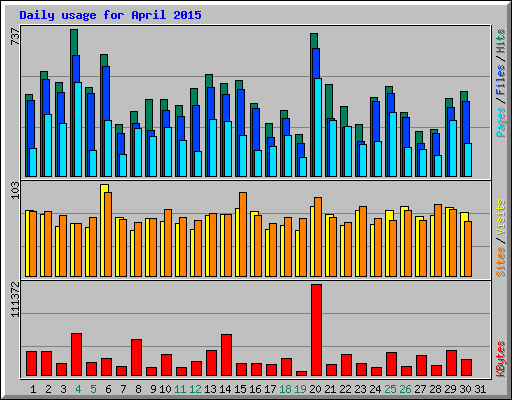 Daily usage for April 2015
737
Pages / Files / Hits
103
Sites / Visits
111372
KBytes
1 2 3 4 5 6 7 8 9 10 11 12 13 14 15 16 17 18 19 20 21 22 23 24 25 26 27 28 29 30 31